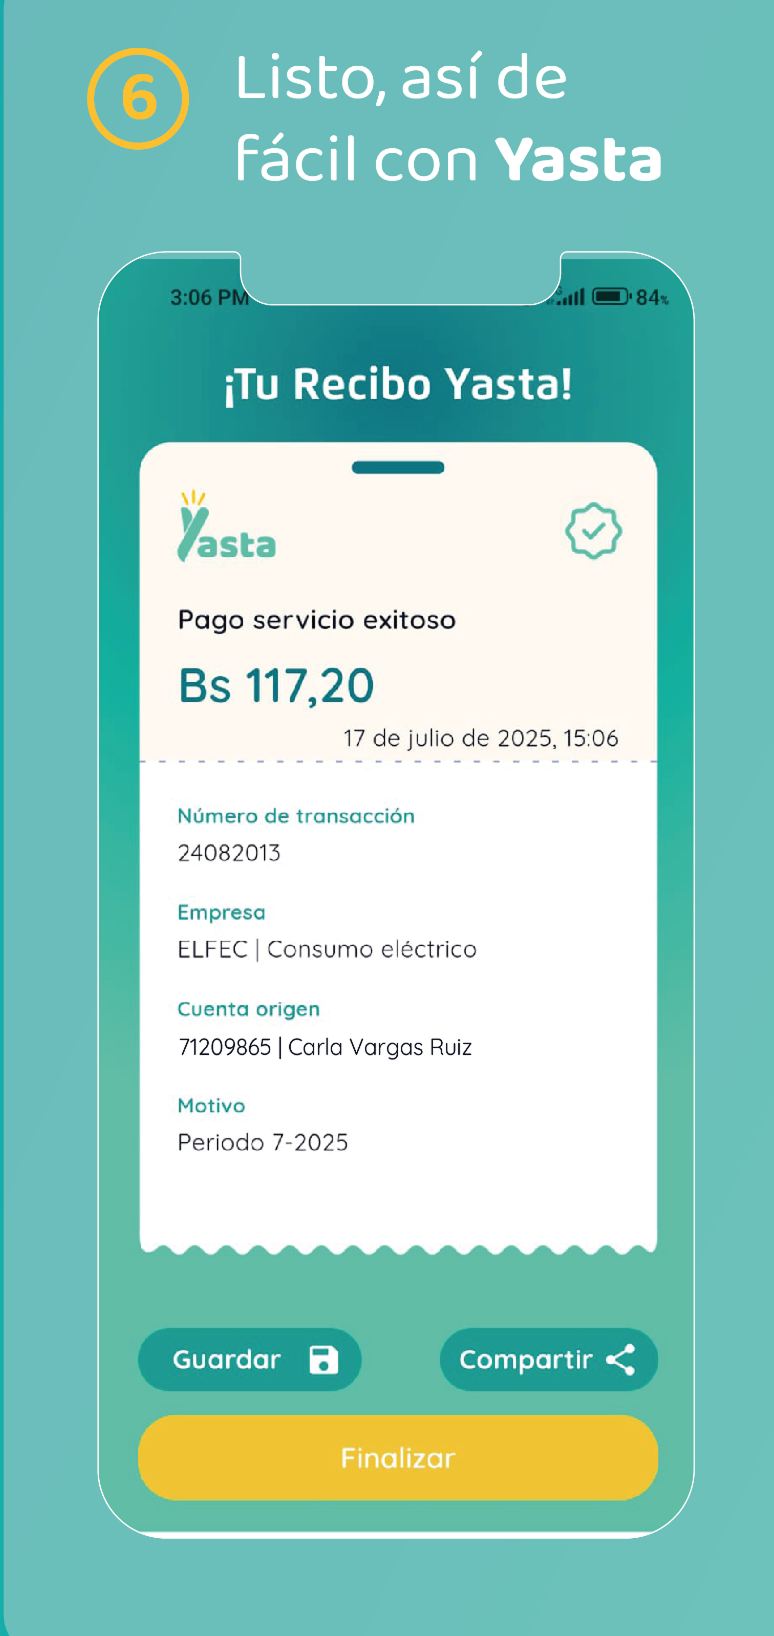 6
Listo, así de
fácil con Yasta
3:06 PM
84%
¡Tu Recibo Yasta!
Yasta
Pago servicio exitoso
Bs 117,20
17 de julio de 2025, 15:06
Número de transacción
24082013
Empresa
ELFEC | Consumo eléctrico
Cuenta origen
71209865 | Carla Vargas Ruiz
Motivo
Periodo 7-2025
Guardar
Compartir
Finalizar